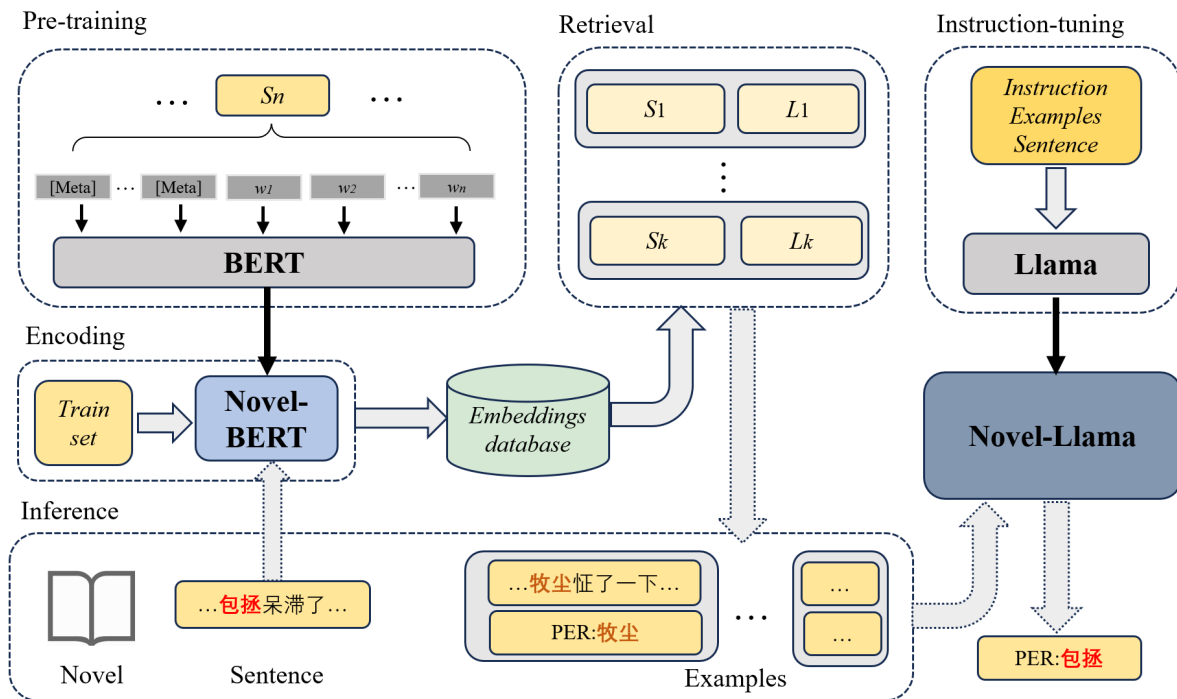 Pre-training
… Sn …
[Meta] … [Meta] w1 w2 … wn
BERT
Retrieval
S1 L1
⋮
Sk Lk
Instruction-tuning
Instruction
Examples
Sentence
Llama
Encoding
Train
set
Novel-
BERT
Embeddings
database
Novel-Llama
Inference
Novel
…包拯呆滞了…
Sentence
…牧尘怔了一下…
PER:牧尘
…
…
…
Examples
PER:包拯